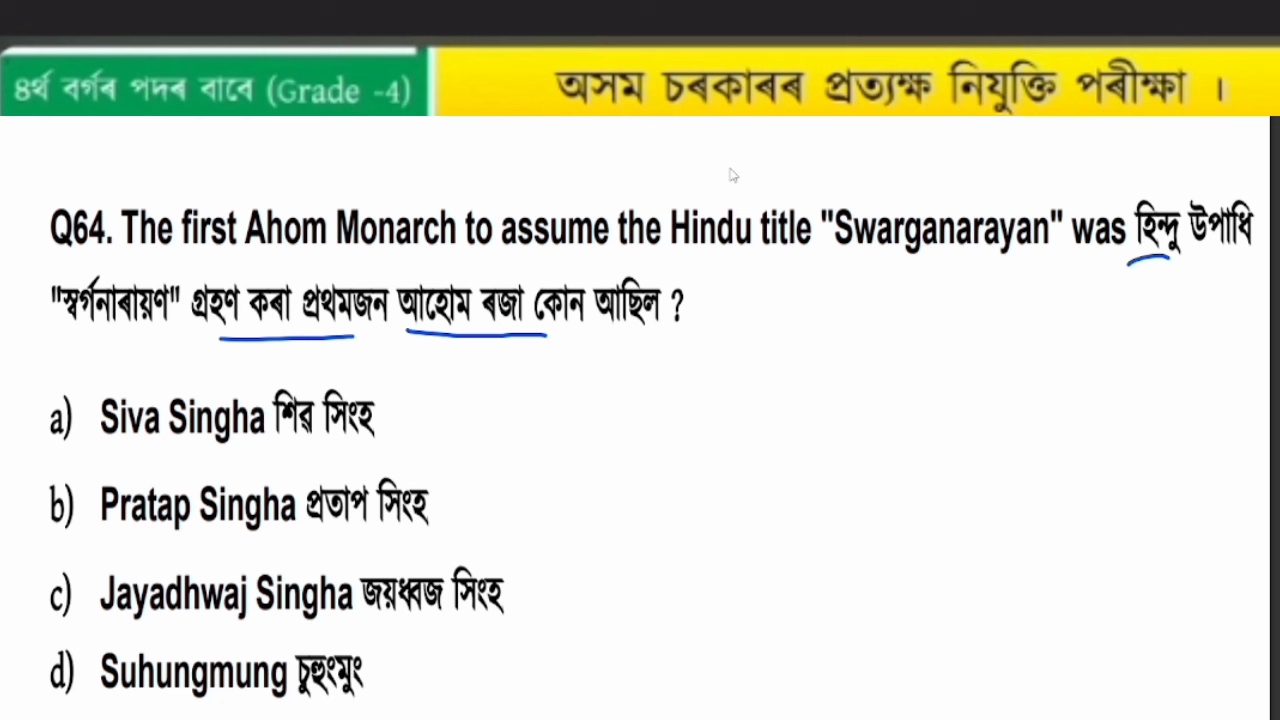 ৪ৰ্থ বৰ্গৰ পদৰ বাবে (Grade -4)
অসম চৰকাৰৰ প্ৰত্যক্ষ নিযুক্তি পৰীক্ষা ।
Q64. The first Ahom Monarch to assume the Hindu title "Swarganarayan" was হিন্দু উপাধি
"স্বৰ্গনাৰায়ণ" গ্ৰহণ কৰা প্ৰথমজন আহোম ৰজা কোন আছিল ?
a) Siva Singha শিৱ সিংহ
b) Pratap Singha প্ৰতাপ সিংহ
c) Jayadhwaj Singha জয়ধ্বজ সিংহ
d) Suhungmung চুহুংমুং